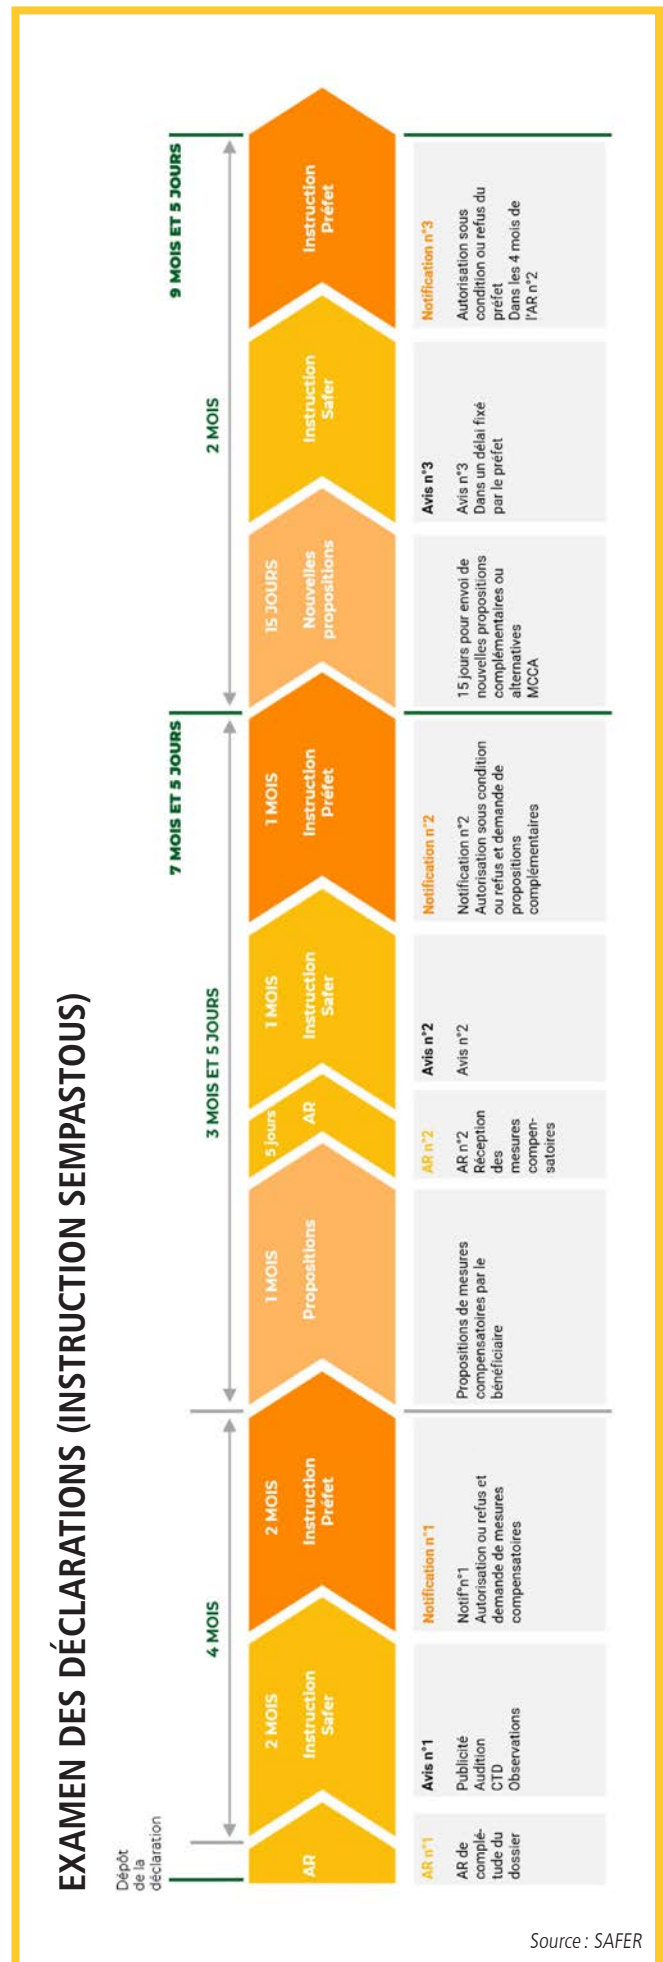 EXAMEN DES DÉCLARATIONS (INSTRUCTION SEMPASTOUS)
Dépôt
de la
déclaration
4 MOIS
3 MOIS ET 5 JOURS
7 MOIS ET 5 JOURS
2 MOIS
9 MOIS ET 5 JOURS
AR
2 MOIS
Instruction
Safer
2 MOIS
Instruction
Préfet
1 MOIS
Propositions
5 jours
AR
1 MOIS
Instruction
Safer
1 MOIS
Instruction
Préfet
15 JOURS
Nouvelles
propositions
Instruction
Safer
Instruction
Préfet
AR n°1
AR de
complé-
tude du
dossier
Avis n°1
Publicité
Audition
CTD
Observations
Notification n°1
Notif°n°1
Autorisation ou refus et
demande de mesures
compensatoires
Propositions de mesures
compensatoires par le
bénéficiaire
AR n°2
AR n°2
Réception
des
mesures
compen-
satoires
Avis n°2
Avis n°2
Notification n°2
Notification n°2
Autorisation sous condition
ou refus et demande de
propositions
complémentaires
15 jours pour envoi de
nouvelles propositions
complémentaires ou
alternatives
MCCA
Avis n°3
Avis n°3
Dans un délai fixé
par le préfet
Notification n°3
Autorisation sous
condition ou refus du
préfet
Dans les 4 mois de
l'AR n°2
Source : SAFER